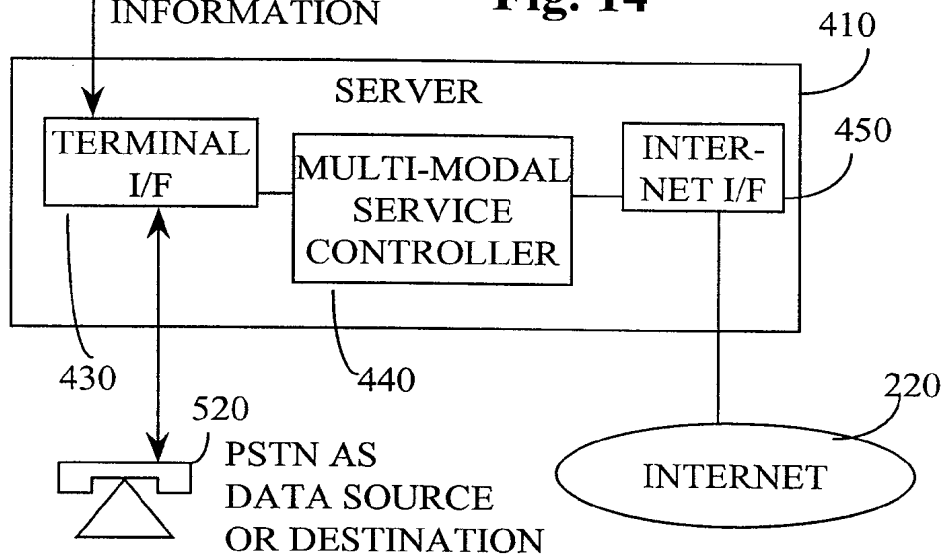 INFORMATION
Fig. 14
410
SERVER
TERMINAL
I/F
MULTI-MODAL
SERVICE
CONTROLLER
INTER-
NET I/F
450
430
440
520
PSTN AS
DATA SOURCE
OR DESTINATION
220
INTERNET